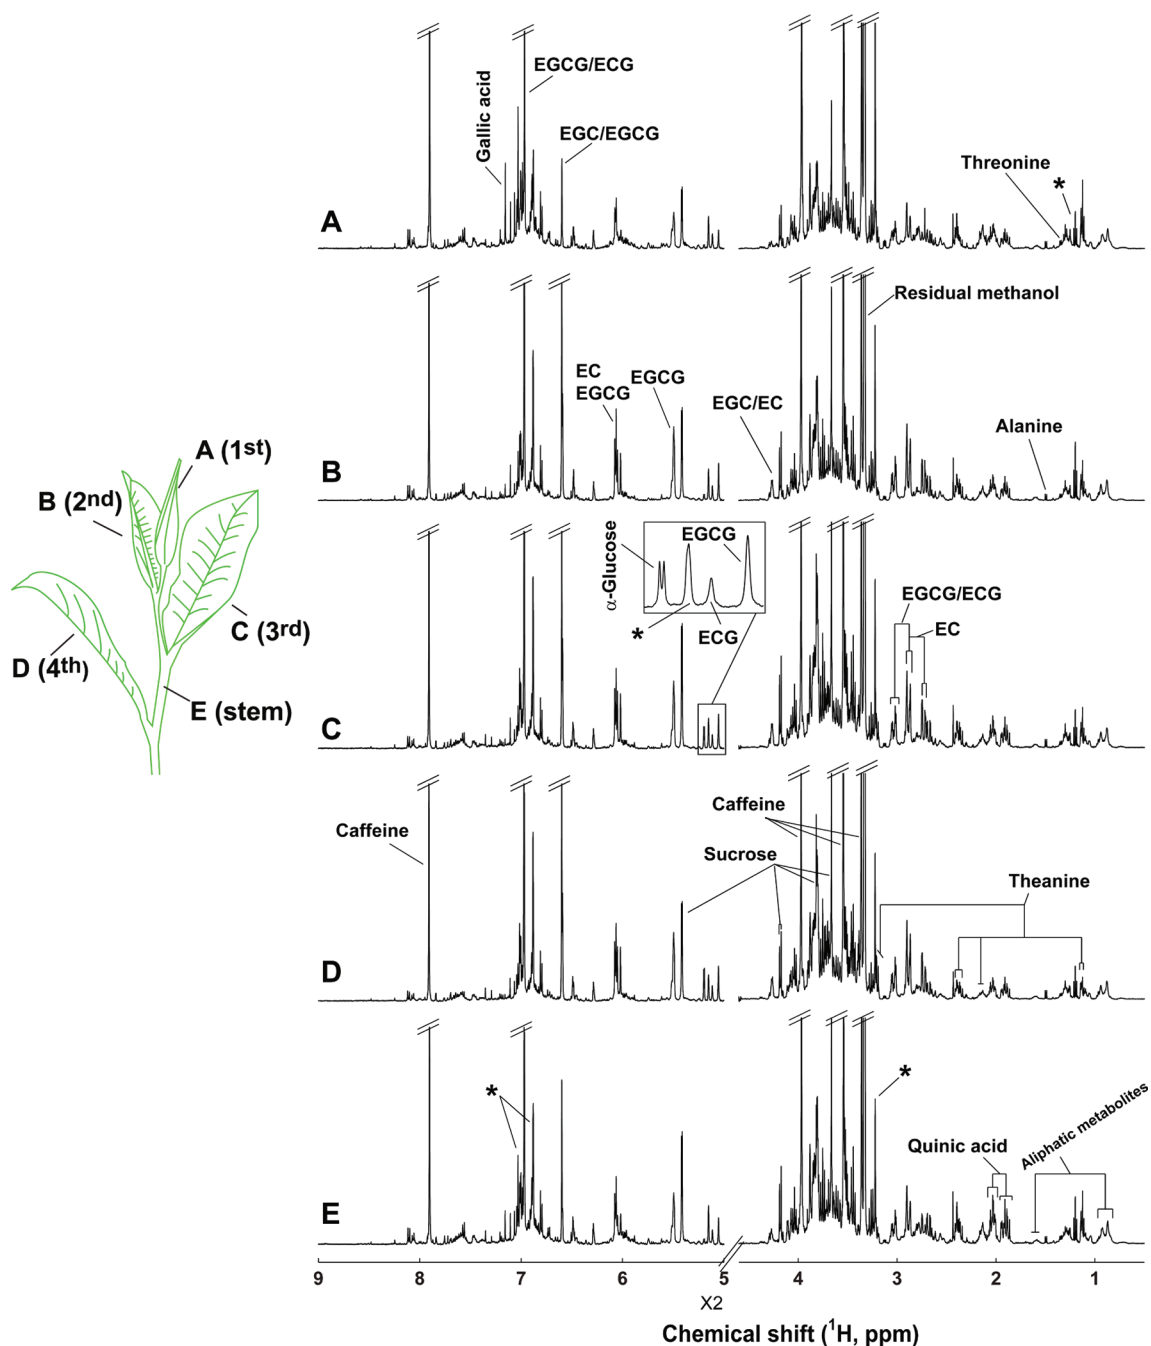 Gallic acid
EGCG/ECG
EGC/EGCG
Threonine
*
A
Residual methanol
EC
EGCG
EGCG
EGC/EC
Alanine
B
A (1st)
B (2nd)
C (3rd)
D (4th)
E (stem)
α-Glucose
EGCG
*
ECG
EGCG/ECG
EC
C
Caffeine
Caffeine
Sucrose
Theanine
D
*
*
Quinic acid
Aliphatic metabolites
E
9 8 7 6 5 4 3 2 1
X2
Chemical shift (¹H, ppm)